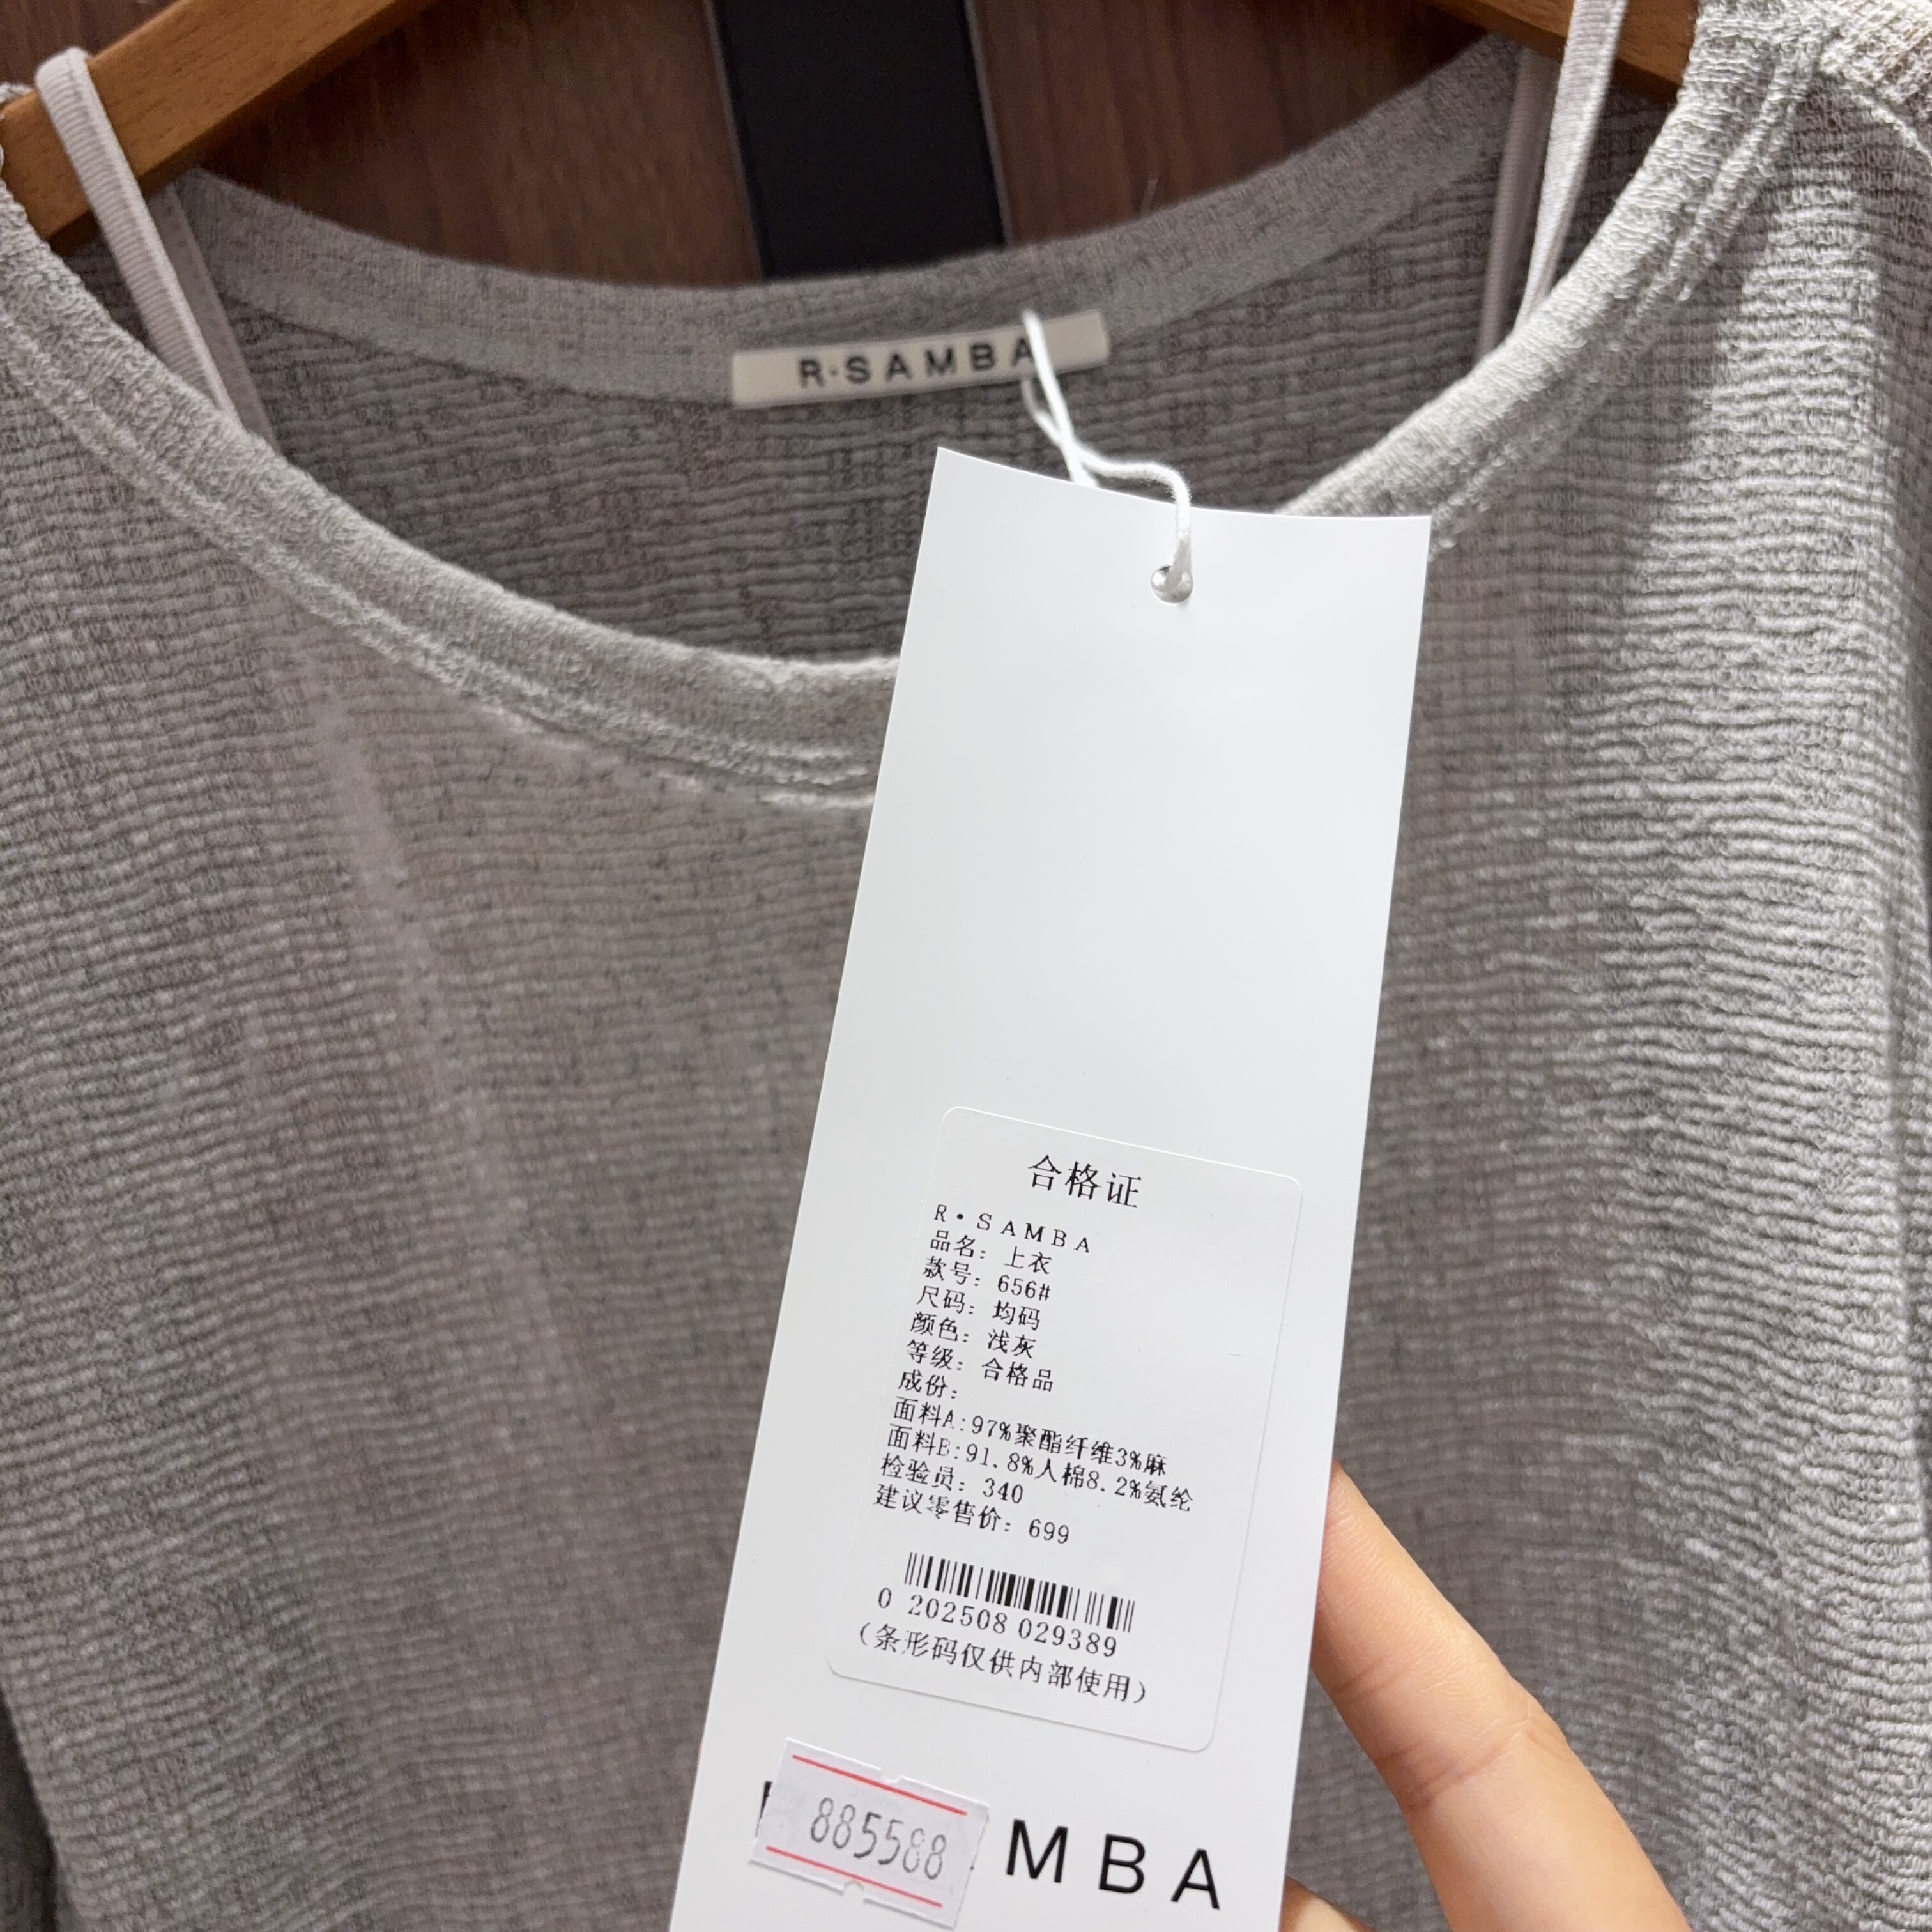 R·SAMBA
合格证
R·SAMBA
品名：上衣
款号：656#
尺码：均码
颜色：浅灰
等级：合格品
成份：
面料A:97%聚酯纤维3%麻
面料B:91.8%人棉8.2%氨纶
检验员：340
建议零售价：699
0 202508 029389
(条形码仅供内部使用)
885588
MBA